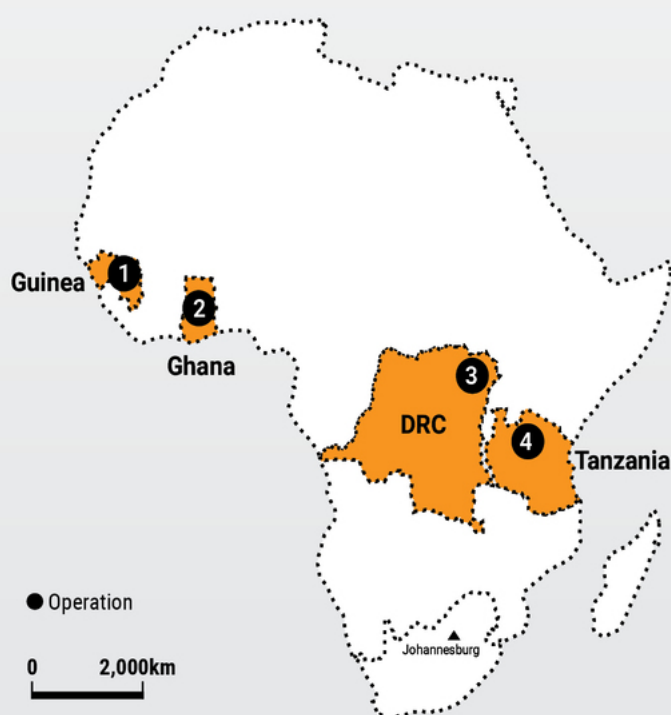 1
Guinea
2
Ghana
3
DRC
4
Tanzania
Operation
Johannesburg
0 2,000km